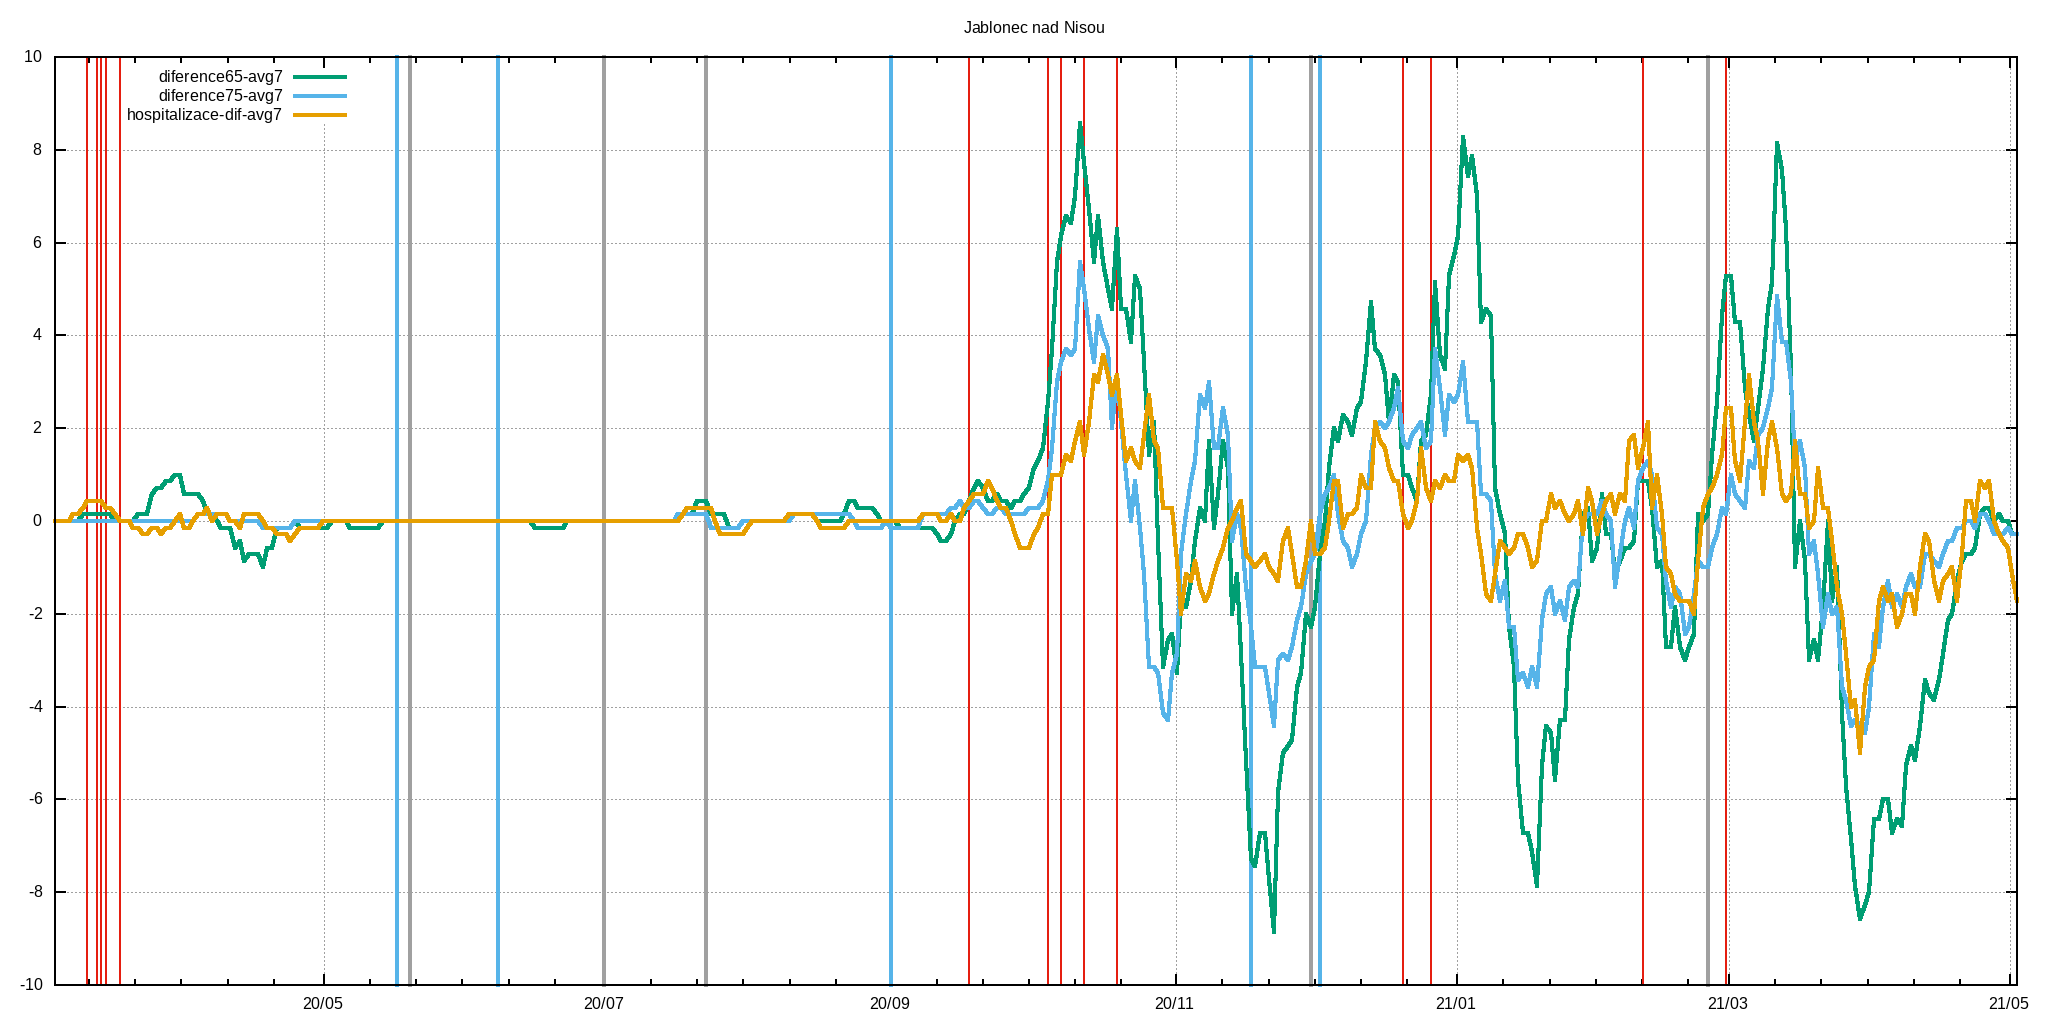 Jablonec nad Nisou
diference65-avg7
diference75-avg7
hospitalizace-dif-avg7
10
8
6
4
2
0
-2
-4
-6
-8
-10
20/05 20/07 20/09 20/11 21/01 21/03 21/05